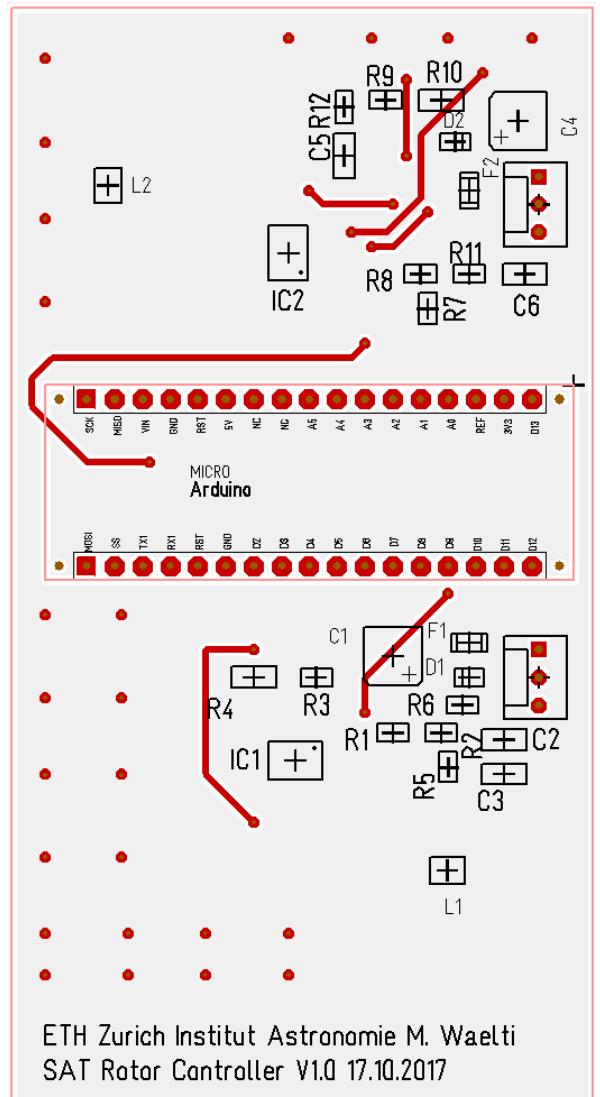 R9
R10
R12
D2
C4
C5
F2
L2
R11
R8
IC2
R7
C6
SCK MISO VIN GND RST 5V NC NC A5 A4 A3 A2 A1 A0 REF 3V3 D13
MICRO
Arduino
MOSI SS TX1 RX1 RST GND D2 D3 D4 D5 D6 D7 D8 D9 D10 D11 D12
C1
F1
D1
R4
R3
R6
R1
R2
C2
IC1
R5
C3
L1
ETH Zurich Institut Astronomie M. Waelti
SAT Rotor Controller V1.0 17.10.2017